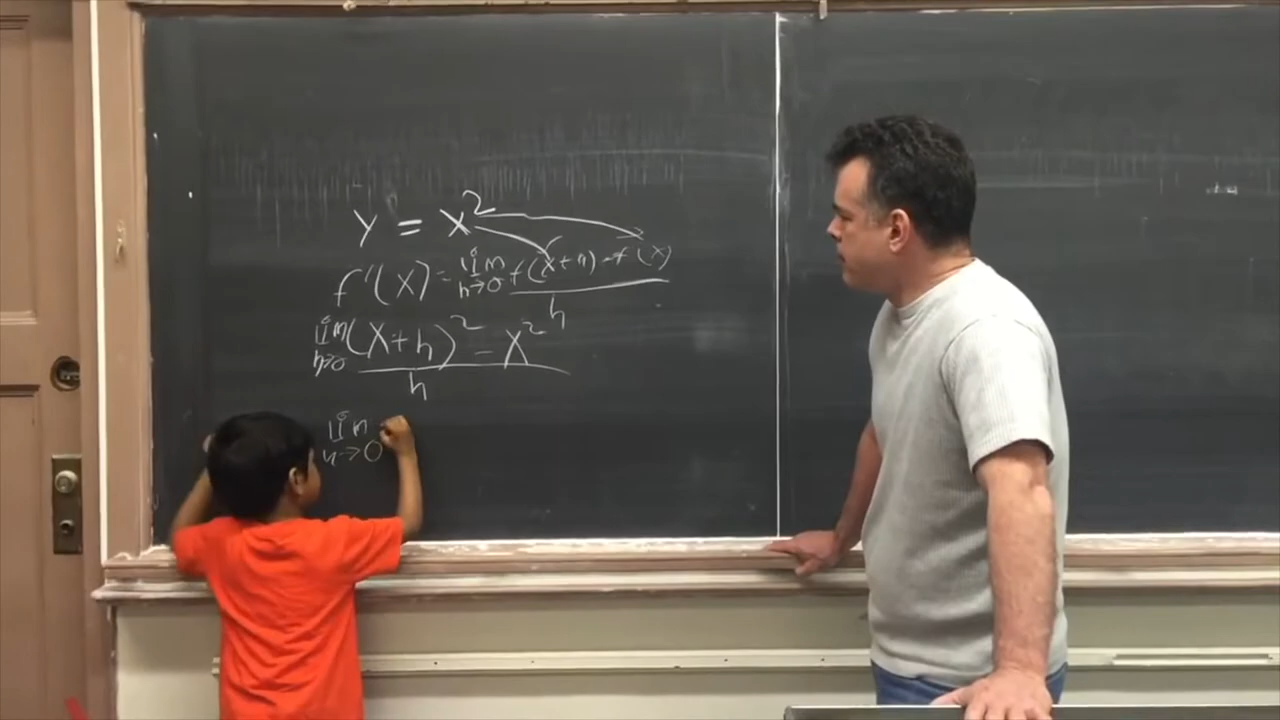 y = x²
f'(x) = lim h→0 f(x+h) - f(x) / h
lim h→0 (x+h)² - x² / h
lim h→0